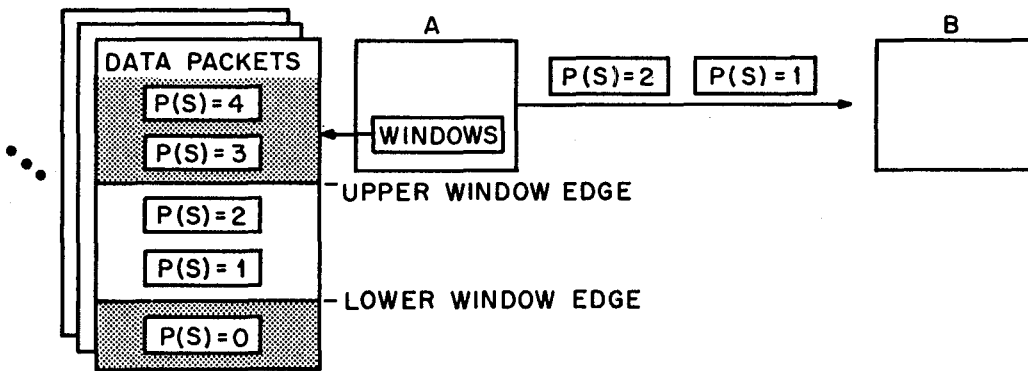 DATA PACKETS
P(S)=4
P(S)=3
P(S)=2
P(S)=1
P(S)=0
A
WINDOWS
UPPER WINDOW EDGE
LOWER WINDOW EDGE
P(S)=2
P(S)=1
B